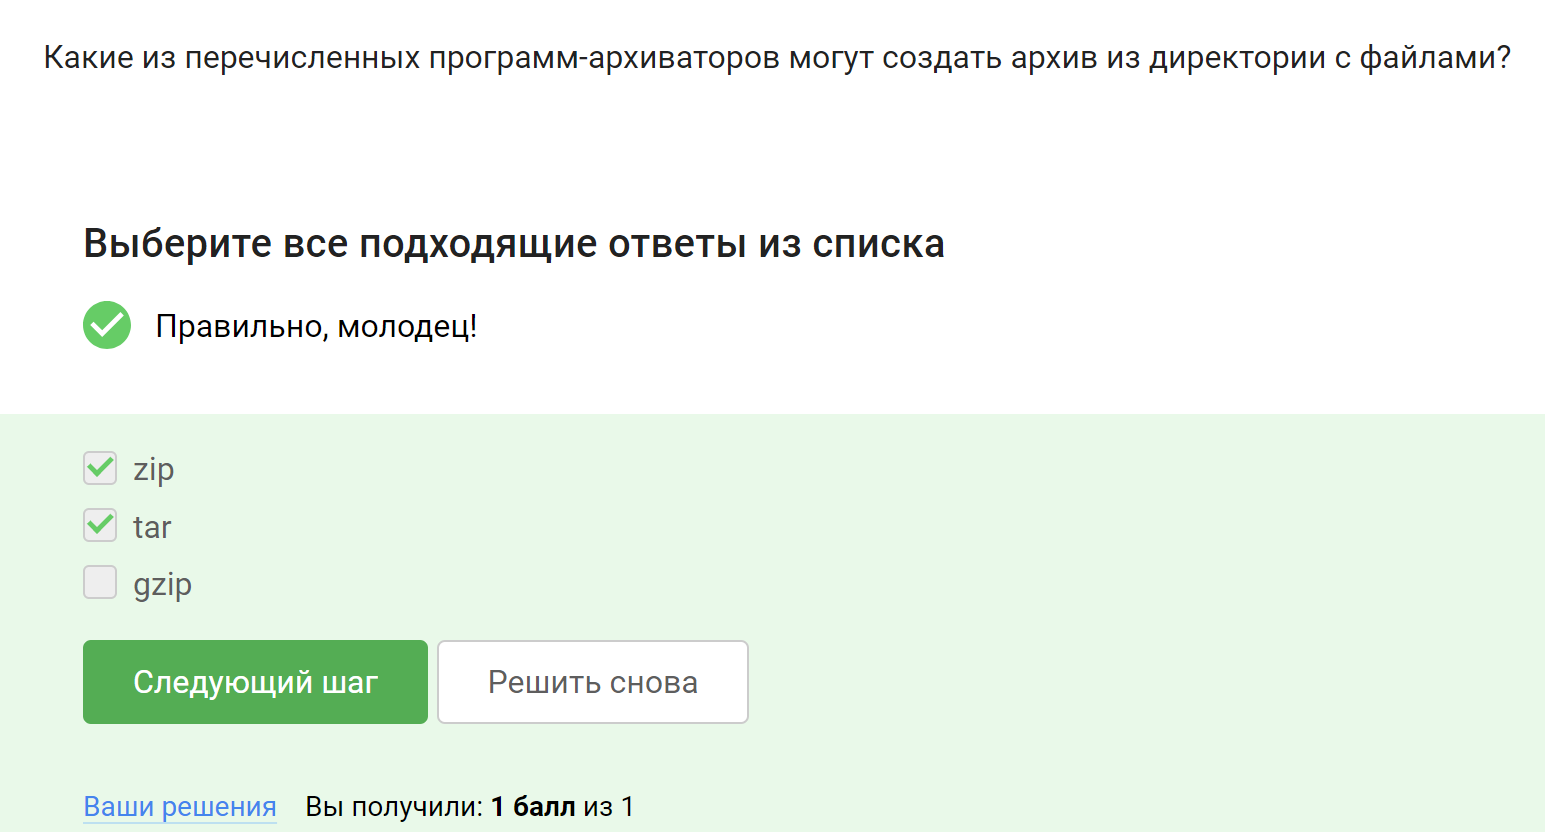 Какие из перечисленных программ-архиваторов могут создать архив из директории с файлами?
Выберите все подходящие ответы из списка
Правильно, молодец!
zip
tar
gzip
Следующий шаг
Решить снова
Ваши решения
Вы получили: 1 балл из 1